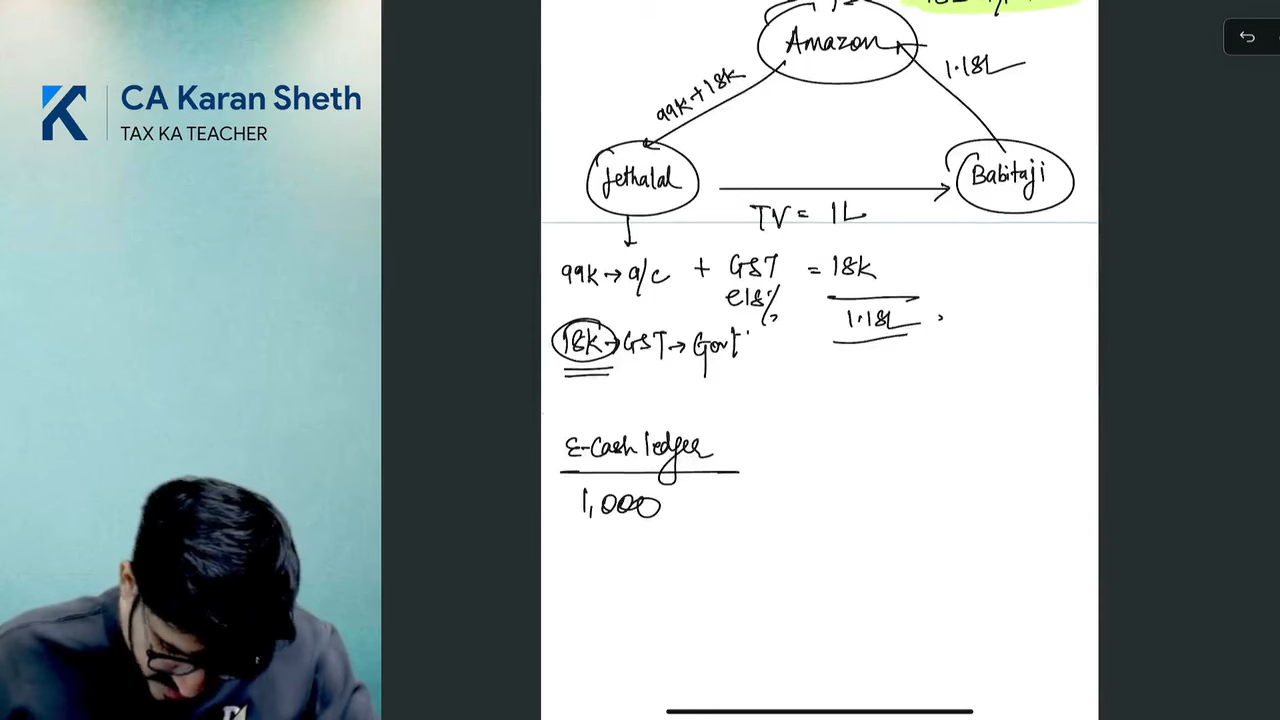 CA Karan Sheth
TAX KA TEACHER
Amazon
99K+18K
1.18L
Jethalal
Babitaji
TV = 1L
99K → a/c + GST = 18K
@18%
1.18L
18K → GST → Govt
E-Cash ledger
1,000